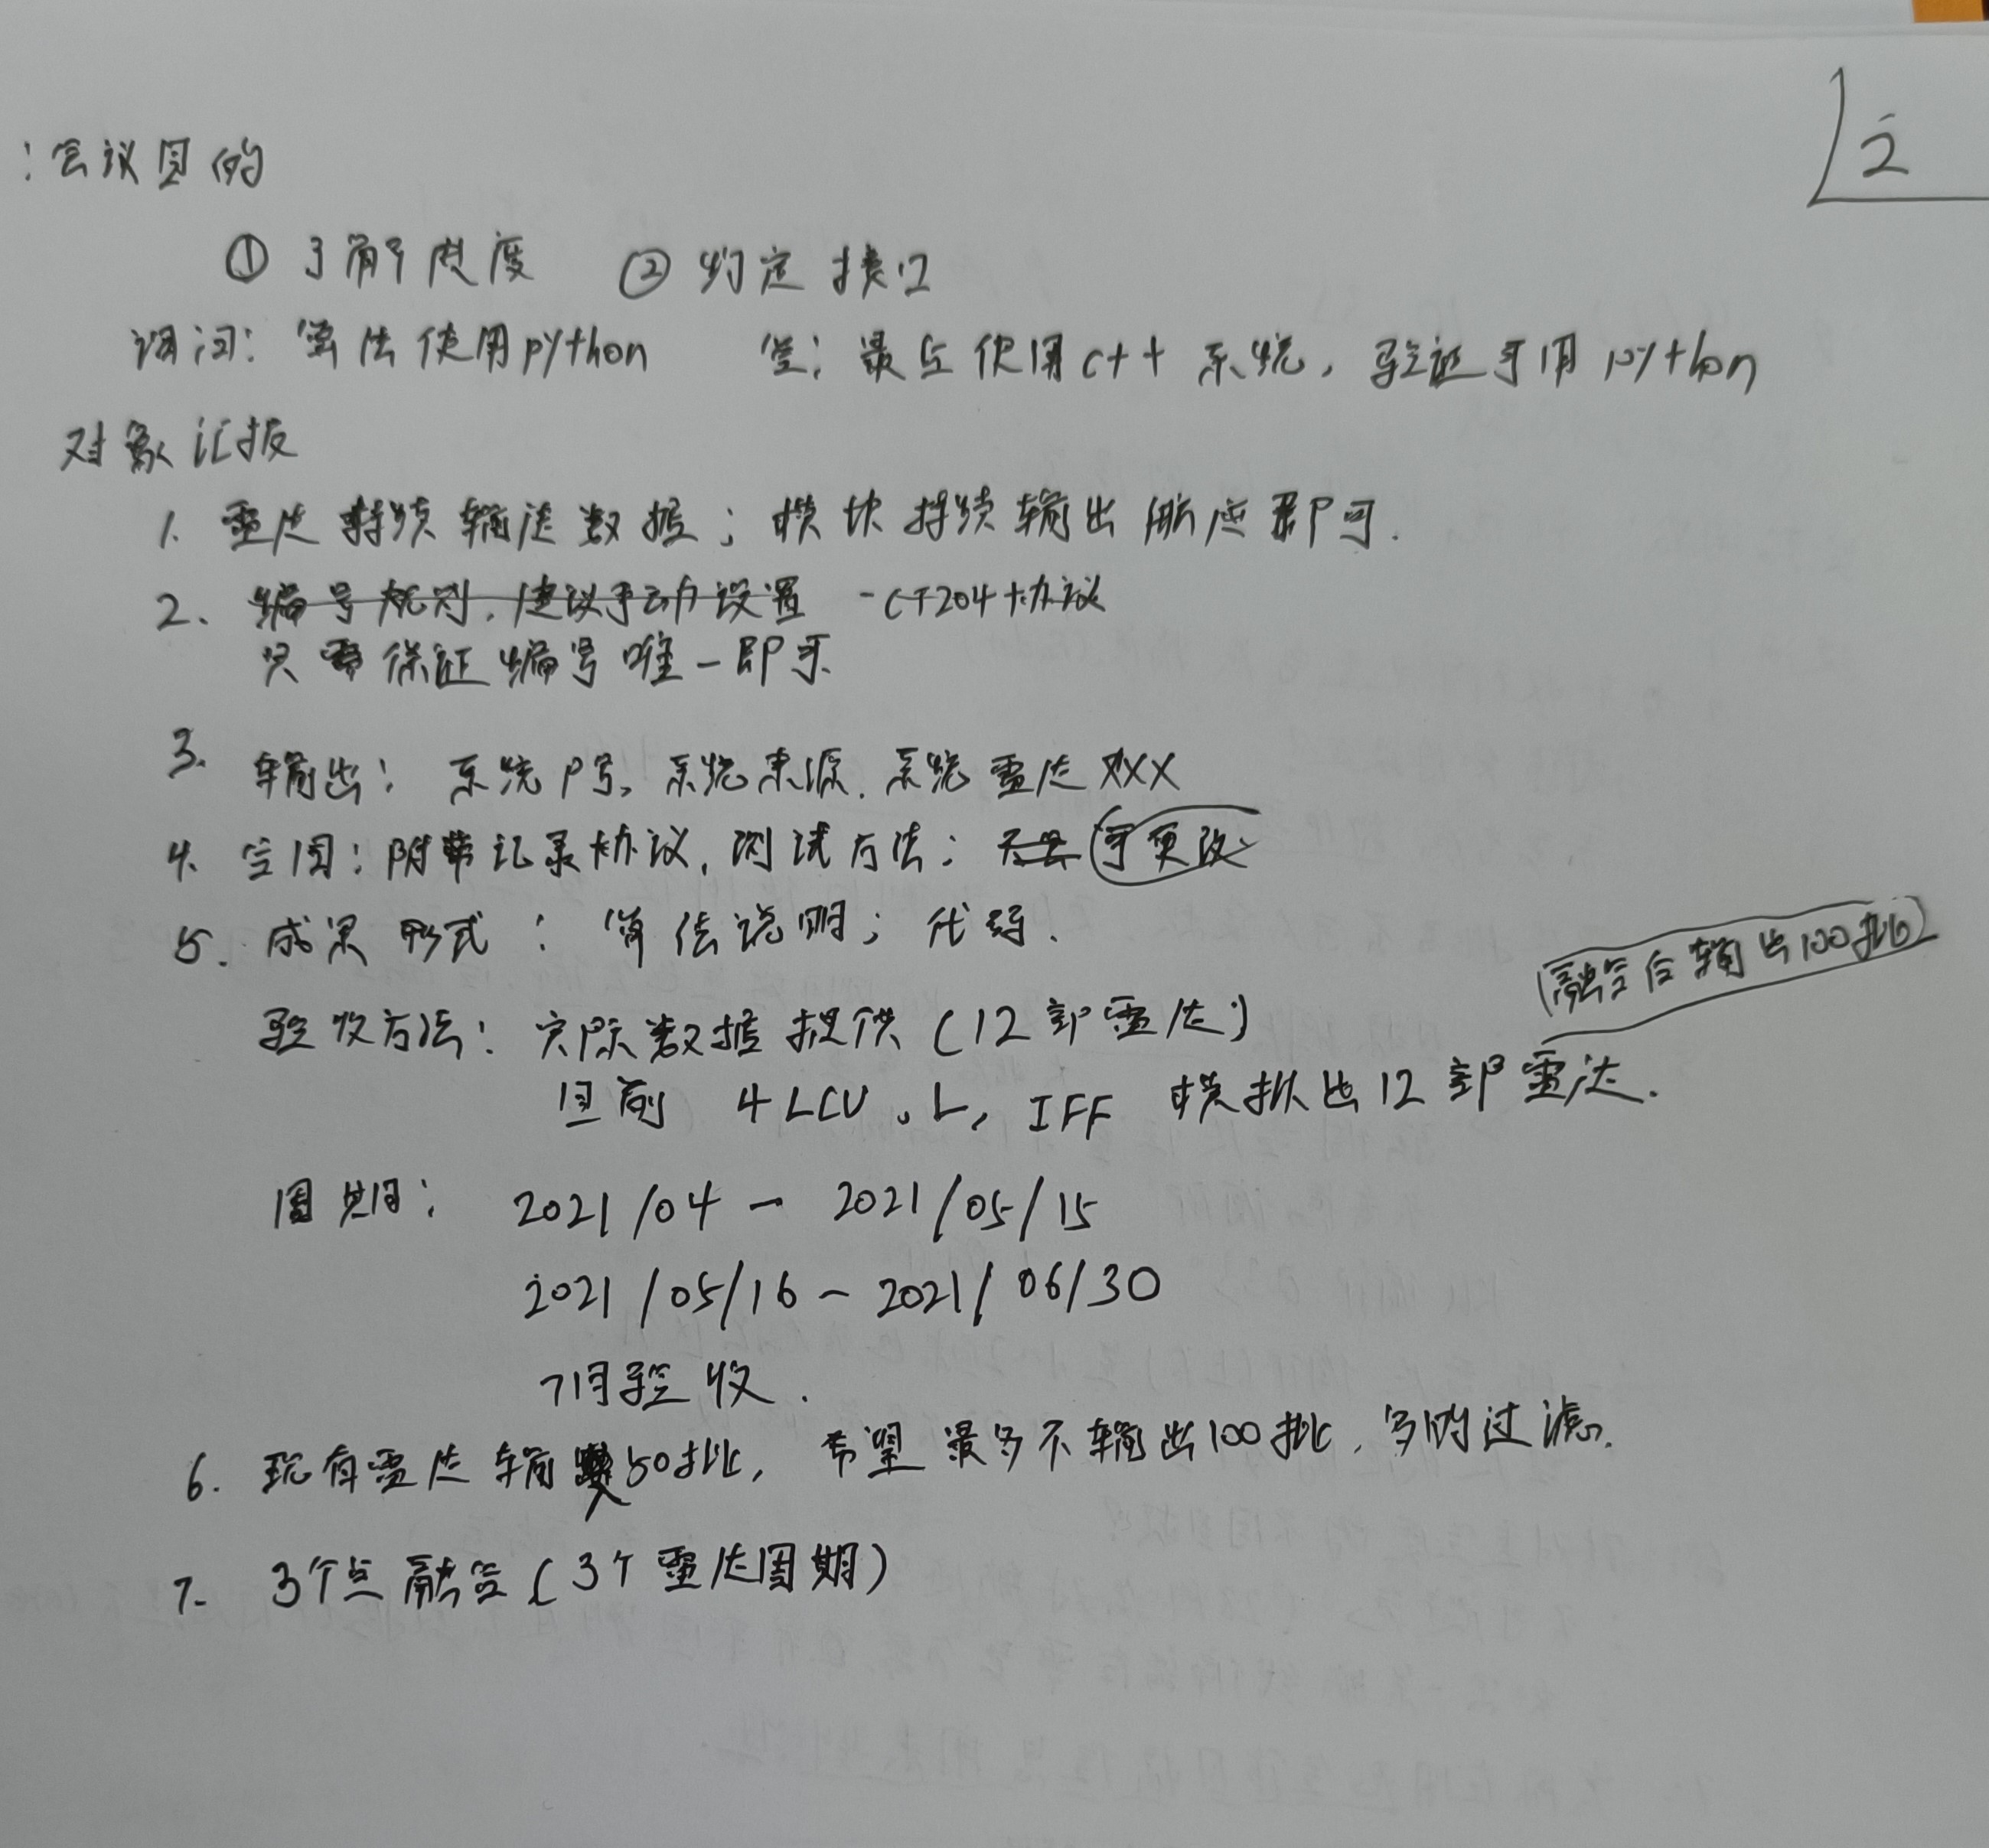 2
: 会议目的
① 了解进度 ② 约定接口
询问: 算法使用python 答: 最后使用c++系统, 验证可用python
对象汇报
1. 雷达持续输送数据; 模块持续输出航迹即可.
2. 编号规则, 建议手动设置 -CT204协议
只需保证编号唯一即可
3. 输出: 系统P号, 系统来源, 系统雷达XXX
4. 空图: 附带记录协议, 测试方法; 可更改
5. 成果形式: 算法说明; 代码.
(融合后输出100批)
验收方法: 实际数据提供 (12部雷达)
目前 4LCU 、L, IFF 模拟出12部雷达.
周期: 2021/04 - 2021/05/15
2021/05/16 - 2021/06/30
7月验收.
6. 现有雷达输入50批, 希望最多不输出100批, 多的过滤.
7. 3个点融合 (3个雷达周期)